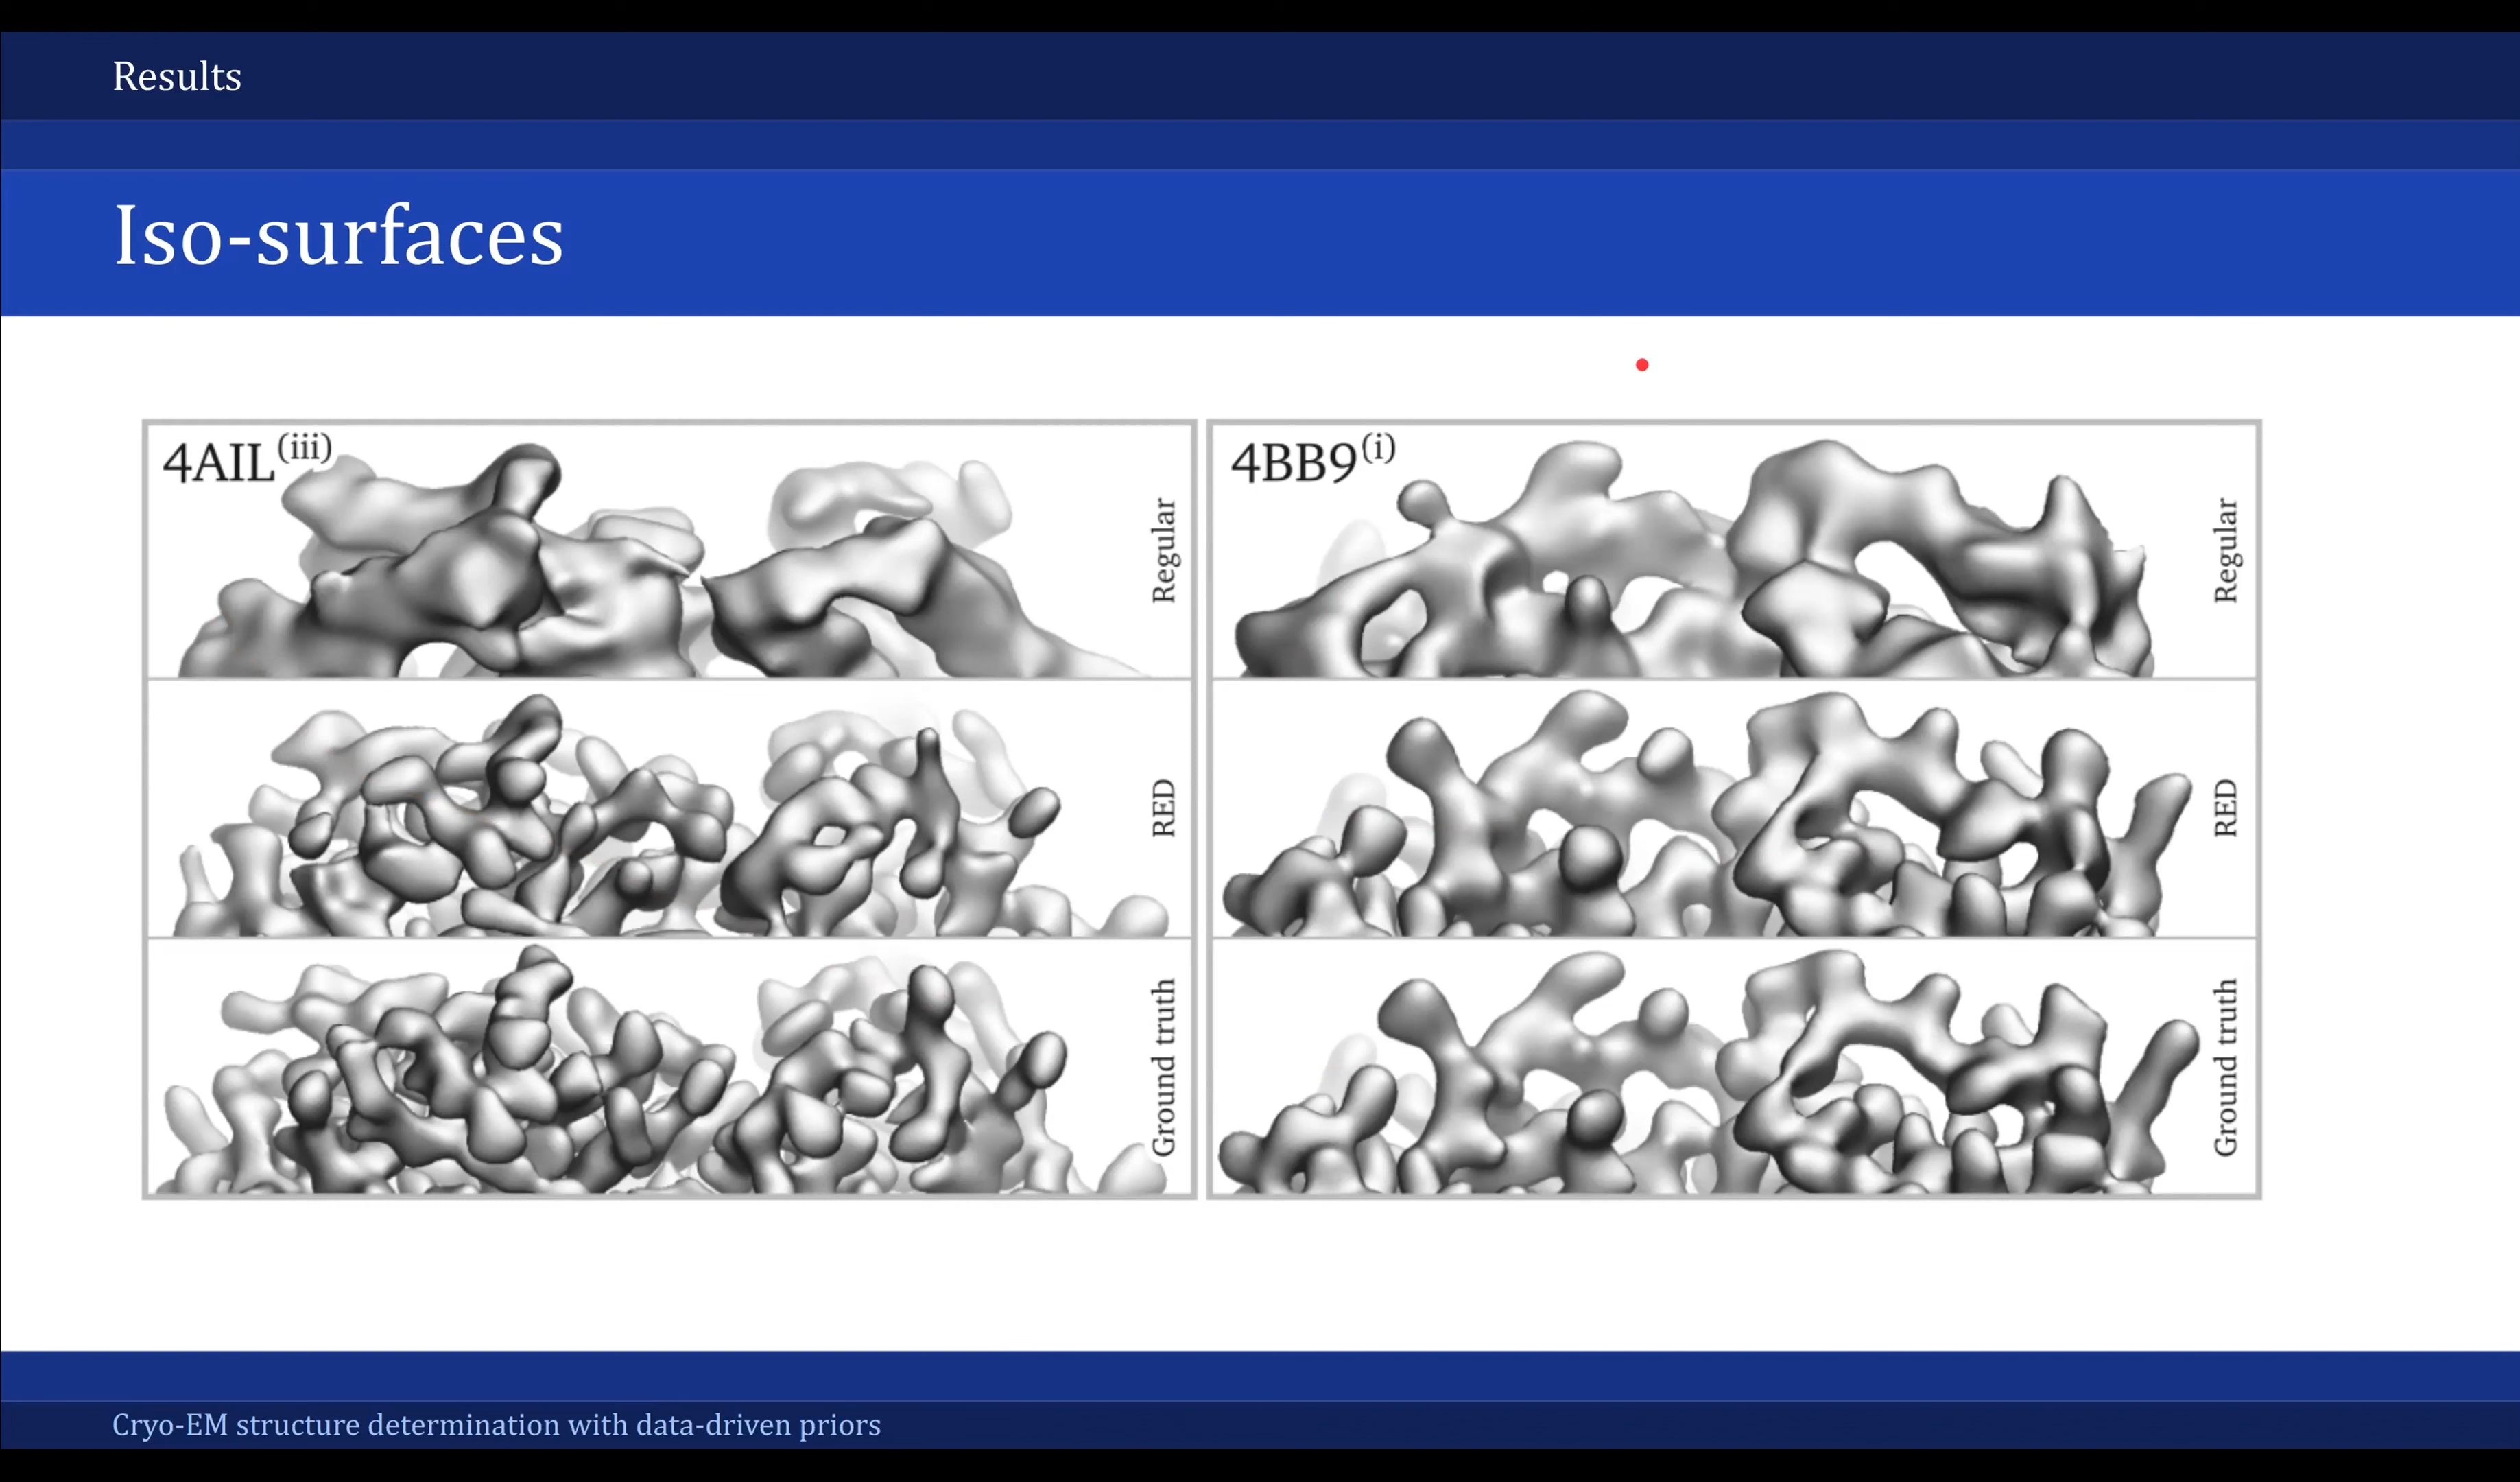 Results
Iso-surfaces
4AIL(iii)
Regular
RED
Ground truth
4BB9(i)
Regular
RED
Ground truth
Cryo-EM structure determination with data-driven priors